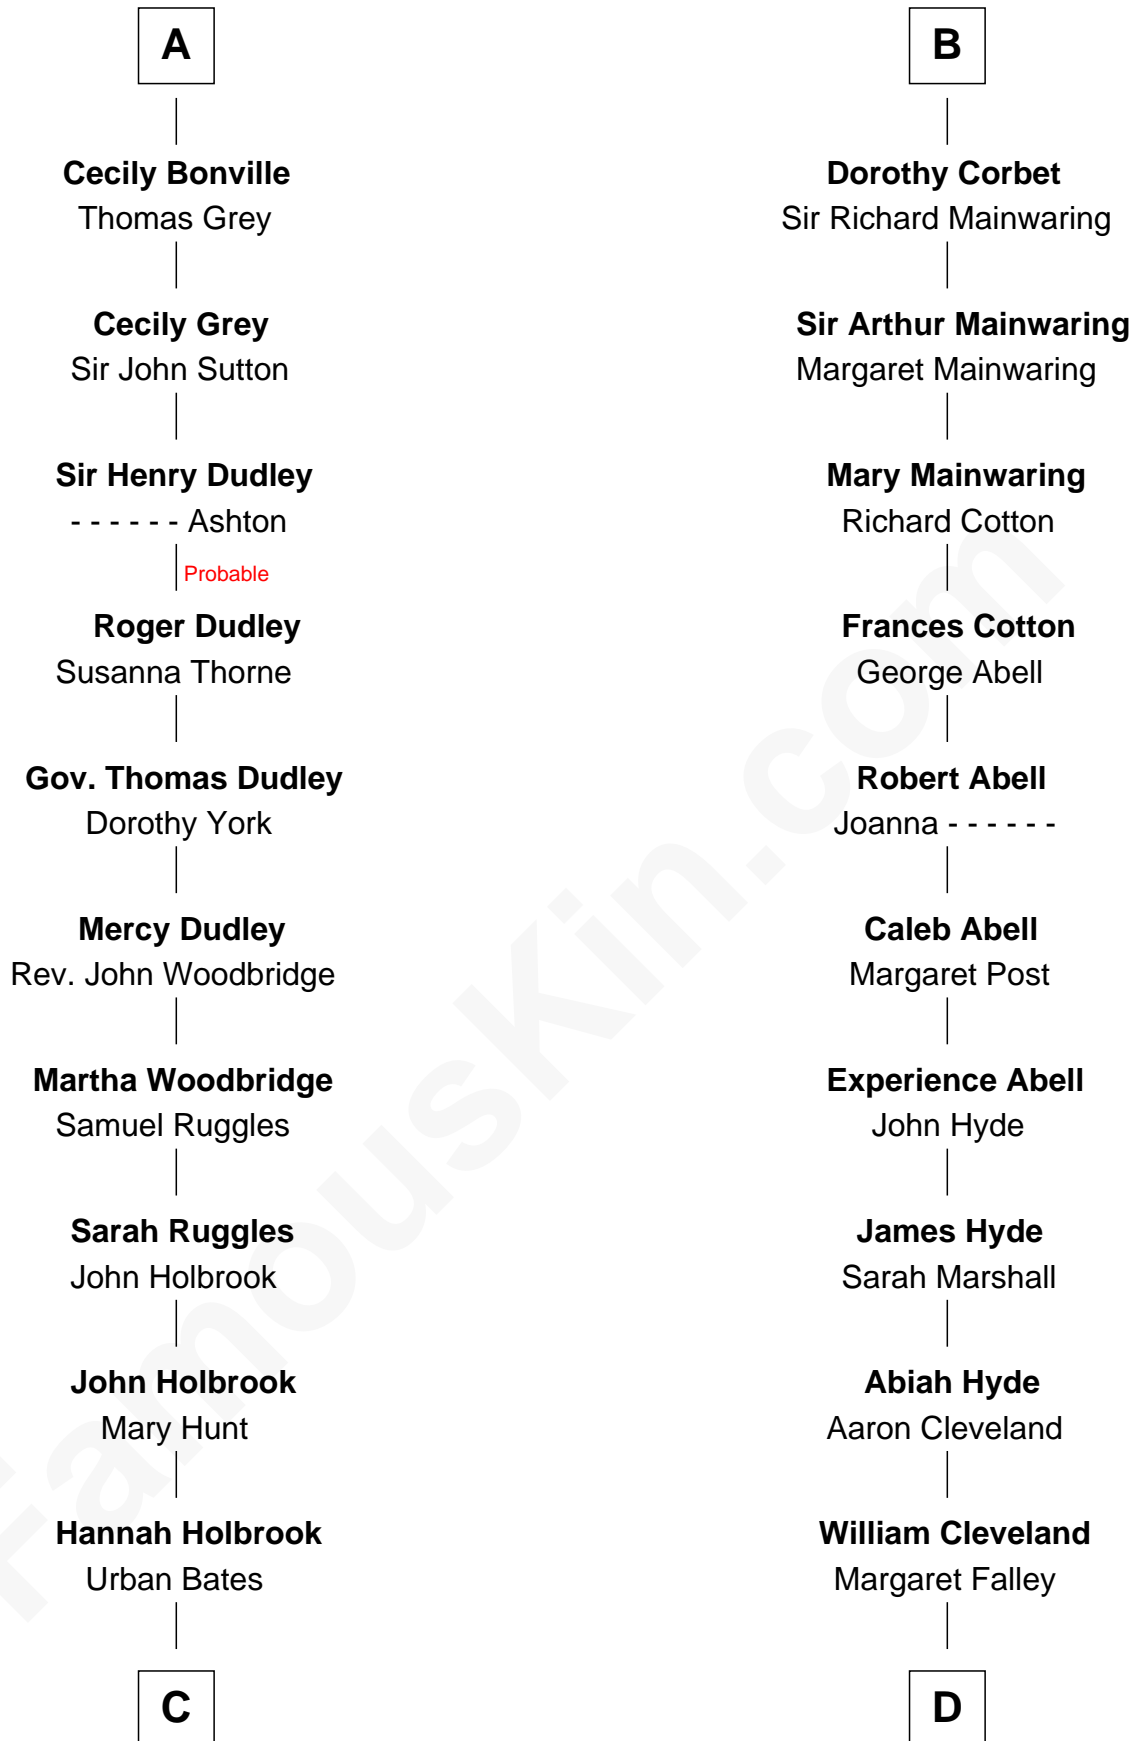 A
Cecily Bonville
Thomas Grey
Cecily Grey
Sir John Sutton
Sir Henry Dudley
- - - - - - Ashton
Probable
Roger Dudley
Susanna Thorne
Gov. Thomas Dudley
Dorothy York
Mercy Dudley
Rev. John Woodbridge
Martha Woodbridge
Samuel Ruggles
Sarah Ruggles
John Holbrook
John Holbrook
Mary Hunt
Hannah Holbrook
Urban Bates
C
B
Dorothy Corbet
Sir Richard Mainwaring
Sir Arthur Mainwaring
Margaret Mainwaring
Mary Mainwaring
Richard Cotton
Frances Cotton
George Abell
Robert Abell
Joanna - - - - - -
Caleb Abell
Margaret Post
Experience Abell
John Hyde
James Hyde
Sarah Marshall
Abiah Hyde
Aaron Cleveland
William Cleveland
Margaret Falley
D
FamousKin.com